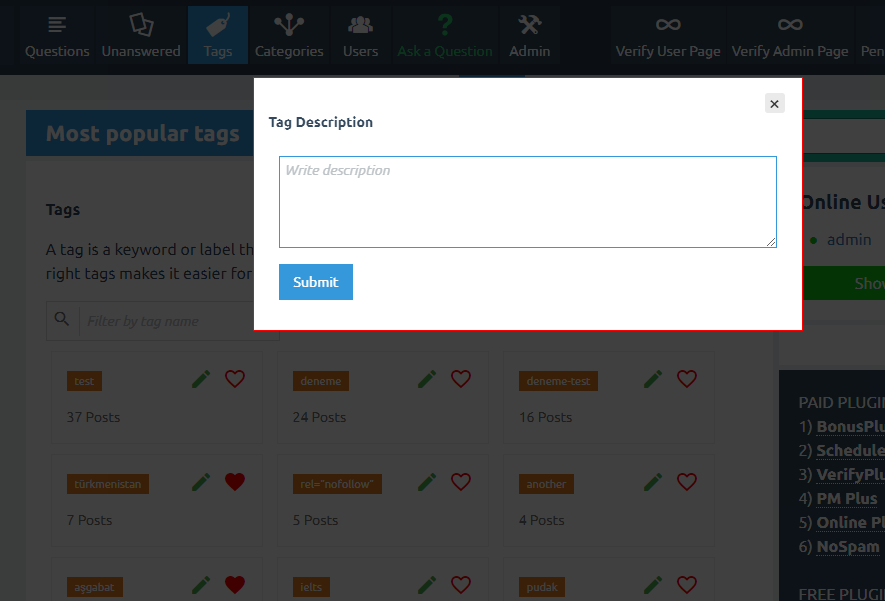 Questions
Unanswered
Tags
Categories
Users
Ask a Question
Admin
Verify User Page
Verify Admin Page
Pen
Tag Description
Write description
Submit
Most popular tags
Tags
A tag is a keyword or label th
right tags makes it easier for
Filter by tag name
test
37 Posts
deneme
24 Posts
deneme-test
16 Posts
türkmenistan
7 Posts
rel="nofollow"
5 Posts
another
4 Posts
aşgabat
ielts
pudak
Online Us
admin
Show
PAID PLUGIN
1) BonusPlu
2) Schedule
3) VerifyPlu
4) PM Plus
5) Online Pl
6) NoSpam
FREE PLUGIN